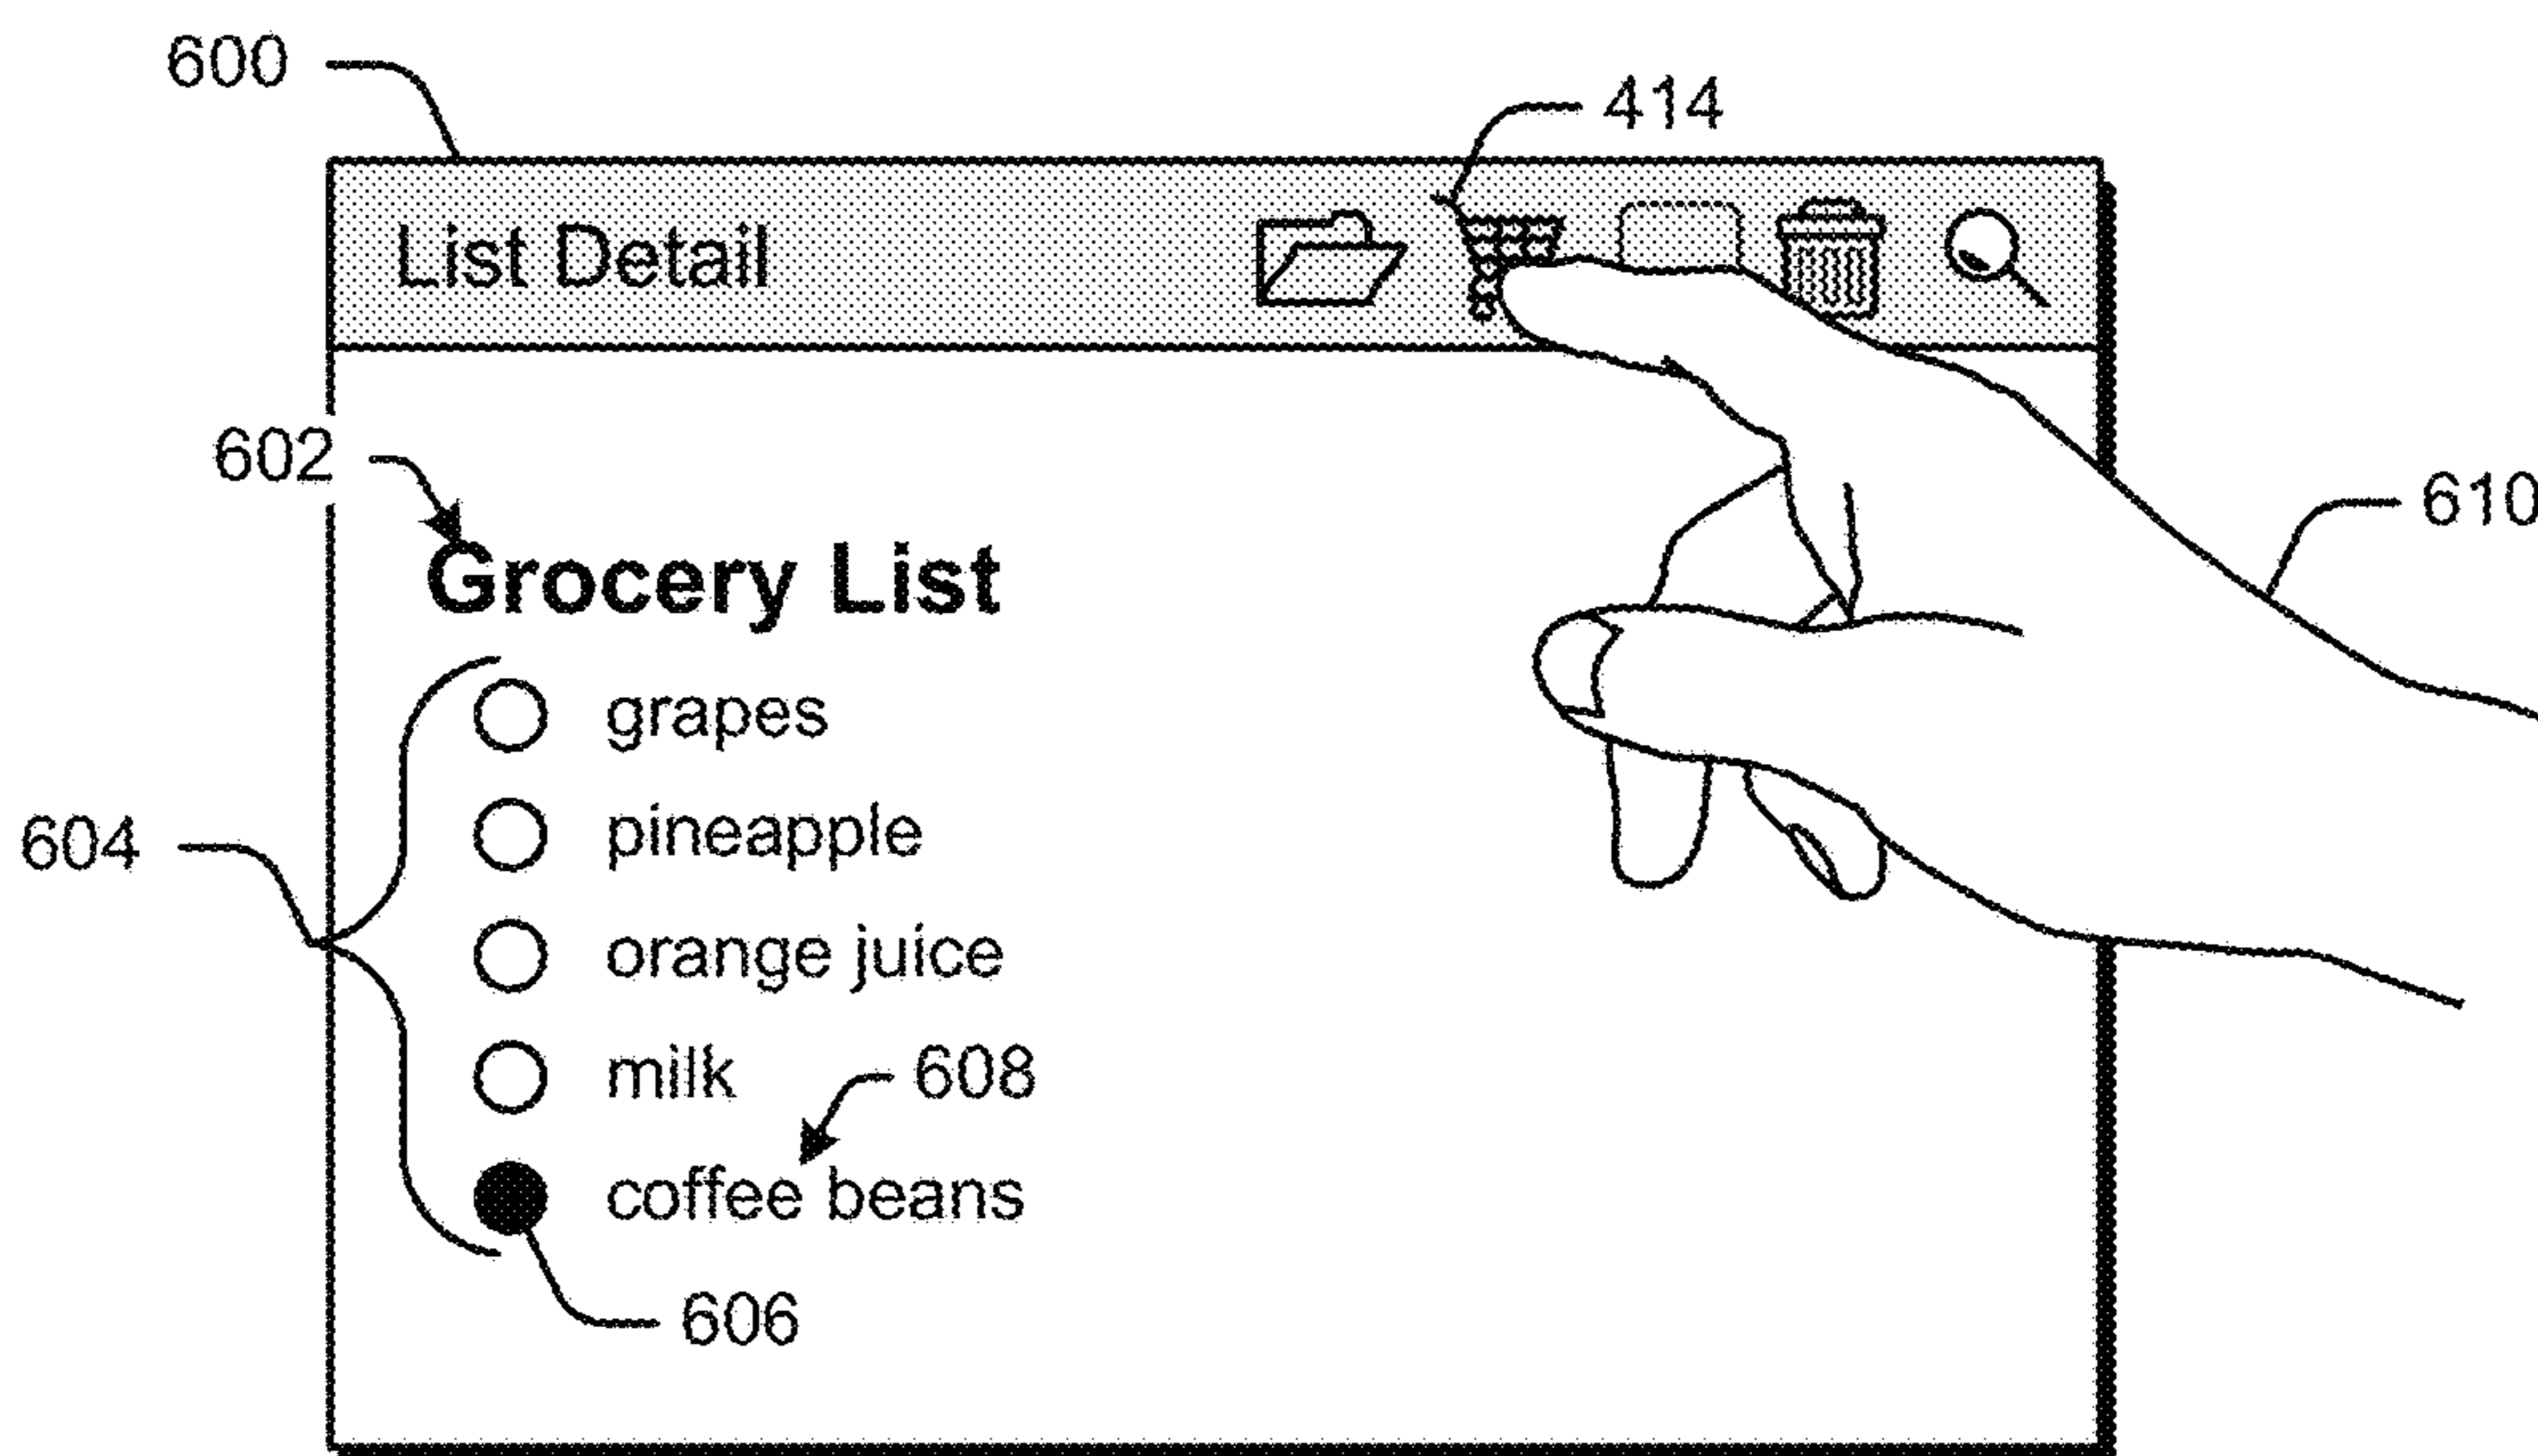 600
414
List Detail
602
610
Grocery List
grapes
pineapple
604
orange juice
milk
608
coffee beans
606